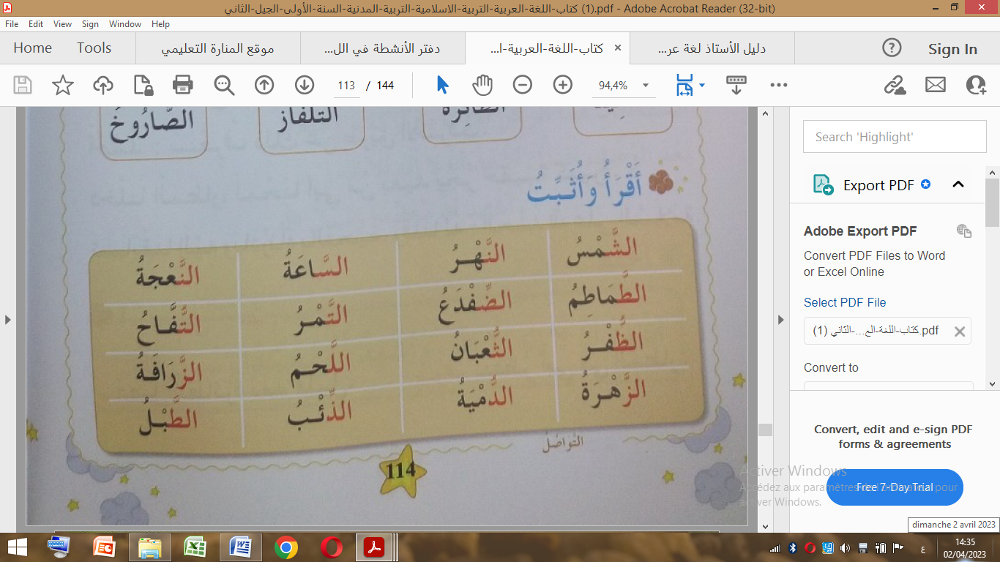 كتاب-اللغة-العربية-التربية-الاسلامية-التربية-المدنية-السنة-الأولى-الجيل-الثاني (1).pdf - Adobe Acrobat Reader (32-bit)
File Edit View Sign Window Help
Home Tools
موقع المنارة التعليمي
دفتر الأنشطة في الل...
كتاب-اللغة-العربية-ا...
دليل الأستاذ لغة عر...
Sign In
113 / 144
94,4%
التلفاز الصَّارُوخُ
أَقْرَأُ وَأُثَبِّتُ
الشَّمْسُ النَّهْرُ السَّاعَةُ النَّعْجَةُ
الطَّمَاطِمُ الضِّفْدَعُ التَّمْرُ التُّفَّاحُ
الظُّفْرُ الثُّعْبَانُ اللَّحْمُ الزَّرَافَةُ
الزَّهْرَةُ الدُّمْيَةُ الذِّئْبُ الطَّبْلُ
التَّوَاصُلُ
114
Search 'Highlight'
Export PDF
Adobe Export PDF
Convert PDF Files to Word
or Excel Online
Select PDF File
كتاب-اللغة-الع...-الثاني (1).pdf
Convert to
Convert, edit and e-sign PDF
forms & agreements
Free 7-Day Trial
Activer Windows
Accédez aux paramètres pour
activer Windows.
dimanche 2 avril 2023
ع
14:35
02/04/2023